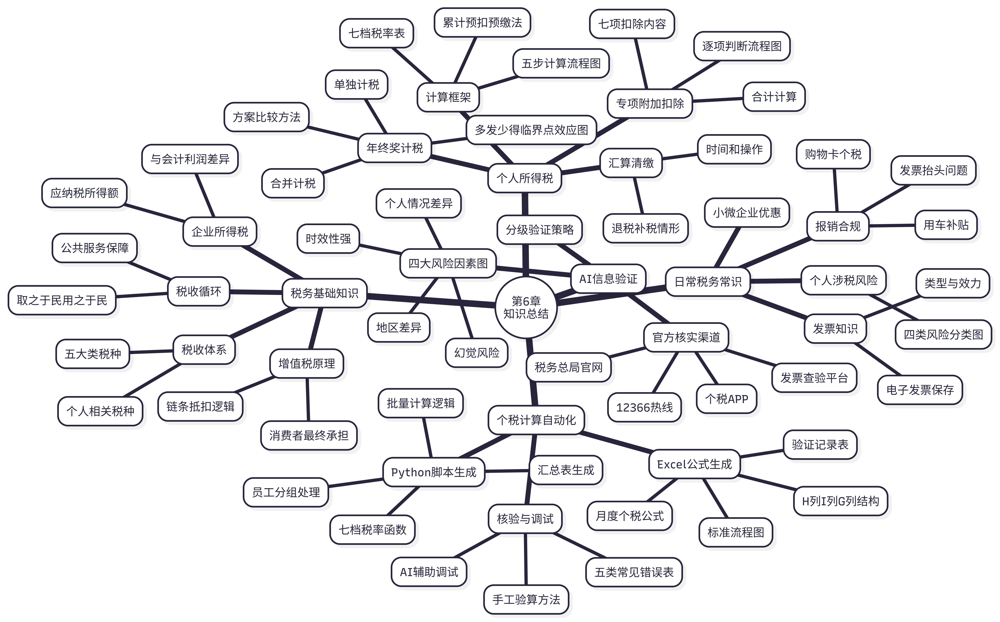 累计预扣预缴法
七项扣除内容
七档税率表
逐项判断流程图
五步计算流程图
单独计税
计算框架
专项附加扣除
合计计算
方案比较方法
多发少得临界点效应图
年终奖计税
时间和操作
购物卡个税
与会计利润差异
汇算清缴
发票抬头问题
合并计税
个人所得税
应纳税所得额
个人情况差异
小微企业优惠
企业所得税
分级验证策略
退税补税情形
报销合规
用车补贴
时效性强
公共服务保障
四大风险因素图
AI信息验证
日常税务常识
个人涉税风险
类型与效力
取之于民用之于民
税收循环
税务基础知识
第6章
知识总结
地区差异
发票知识
四类风险分类图
官方核实渠道
五大类税种
税收体系
增值税原理
幻觉风险
税务总局官网
发票查验平台
电子发票保存
个人相关税种
链条抵扣逻辑
批量计算逻辑
12366热线
个税APP
个税计算自动化
消费者最终承担
验证记录表
Python脚本生成
汇总表生成
Excel公式生成
员工分组处理
H列I列G列结构
七档税率函数
核验与调试
月度个税公式
标准流程图
AI辅助调试
五类常见错误表
手工验算方法